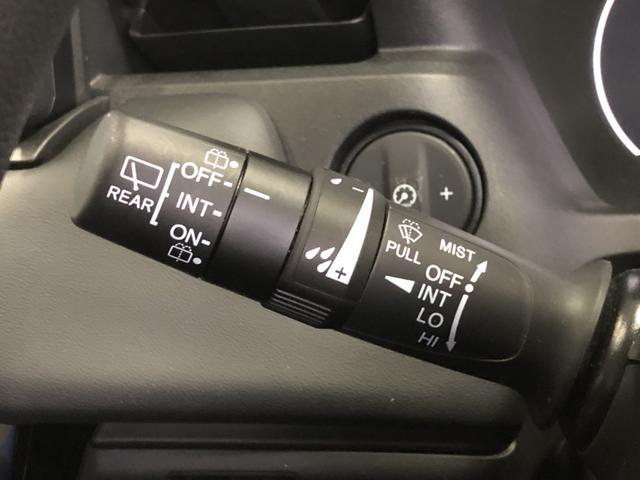 REAR
OFF
INT
ON
-
+
PULL
MIST
OFF
INT
LO
HI
+